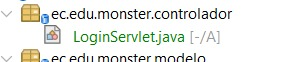 ec.edu.monster.controlador
LoginServlet.java [-/A]
ec.edu.monster.modelo